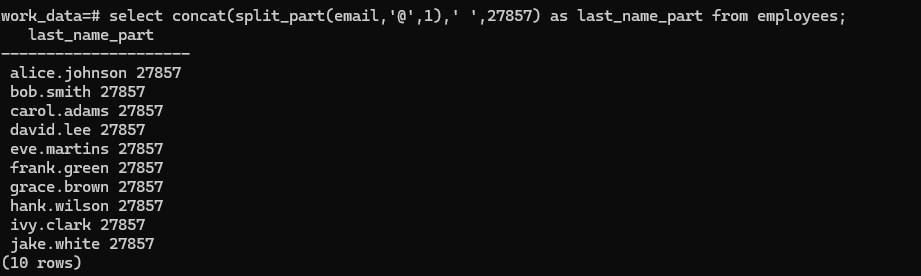 work_data=# select concat(split_part(email,'@',1),' ',27857) as last_name_part from employees;
last_name_part
---------------------
alice.johnson 27857
bob.smith 27857
carol.adams 27857
david.lee 27857
eve.martins 27857
frank.green 27857
grace.brown 27857
hank.wilson 27857
ivy.clark 27857
jake.white 27857
(10 rows)